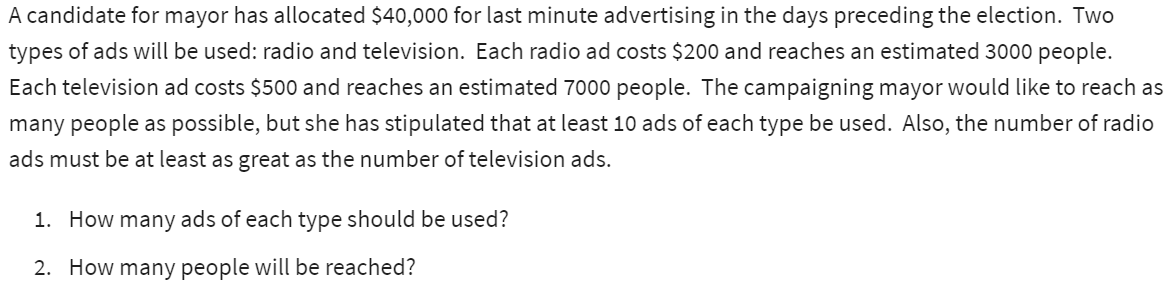 A candidate for mayor has allocated $40,000 for last minute advertising in the days preceding the election.  Two
types of ads will be used: radio and television.  Each radio ad costs $200 and reaches an estimated 3000 people.
Each television ad costs $500 and reaches an estimated 7000 people.  The campaigning mayor would like to reach as
many people as possible, but she has stipulated that at least 10 ads of each type be used.  Also, the number of radio
ads must be at least as great as the number of television ads.
1. How many ads of each type should be used?
2. How many people will be reached?